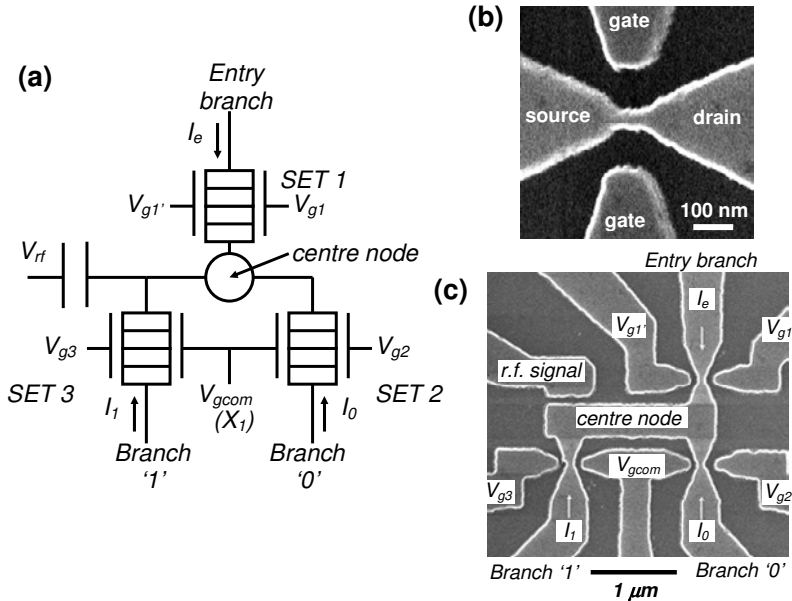 (a)
Entry
branch
I_e
SET 1
V_g1'
V_g1
V_rf
centre node
V_g3
V_g2
SET 3
V_gcom
(X_1)
SET 2
I_1
I_0
Branch
'1'
Branch
'0'
(b)
gate
source
drain
gate
100 nm
(c)
Entry branch
I_e
V_g1'
V_g1
r.f. signal
centre node
V_gcom
V_g3
V_g2
I_1
I_0
Branch '1'
Branch '0'
1 μm